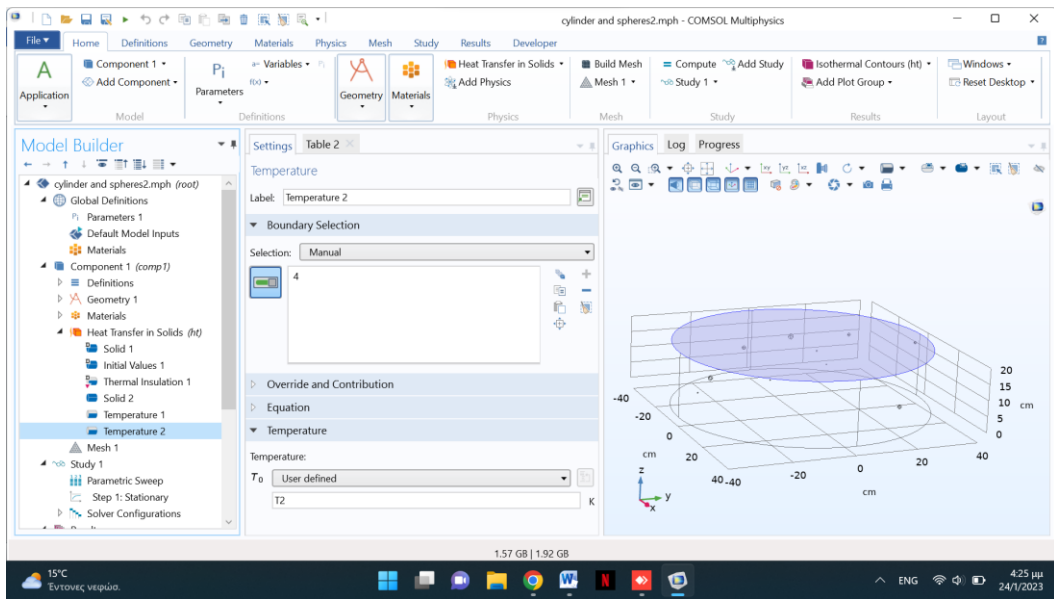 cylinder and spheres2.mph - COMSOL Multiphysics
File Home Definitions Geometry Materials Physics Mesh Study Results Developer
Application
Component 1
Add Component
Model
Pi
Parameters
a= Variables
f(x)
Definitions
Geometry
Materials
Heat Transfer in Solids
Add Physics
Physics
Build Mesh
Mesh 1
Mesh
= Compute
Add Study
Study 1
Study
Isothermal Contours (ht)
Add Plot Group
Results
Windows
Reset Desktop
Layout
Model Builder
cylinder and spheres2.mph (root)
Global Definitions
Pi Parameters 1
Default Model Inputs
Materials
Component 1 (comp1)
Definitions
Geometry 1
Materials
Heat Transfer in Solids (ht)
Solid 1
Initial Values 1
Thermal Insulation 1
Solid 2
Temperature 1
Temperature 2
Mesh 1
Study 1
Parametric Sweep
Step 1: Stationary
Solver Configurations
Settings Table 2
Temperature
Label: Temperature 2
Boundary Selection
Selection: Manual
4
Override and Contribution
Equation
Temperature
Temperature:
T0 User defined
T2 K
Graphics Log Progress
20
15
10 cm
5
0
-40
-20
0
cm 20
40 -40
-20
0
20
40
cm
z
y
x
1.57 GB | 1.92 GB
15°C
Έντονες νεφώσ.
ENG
4:25 μμ
24/1/2023